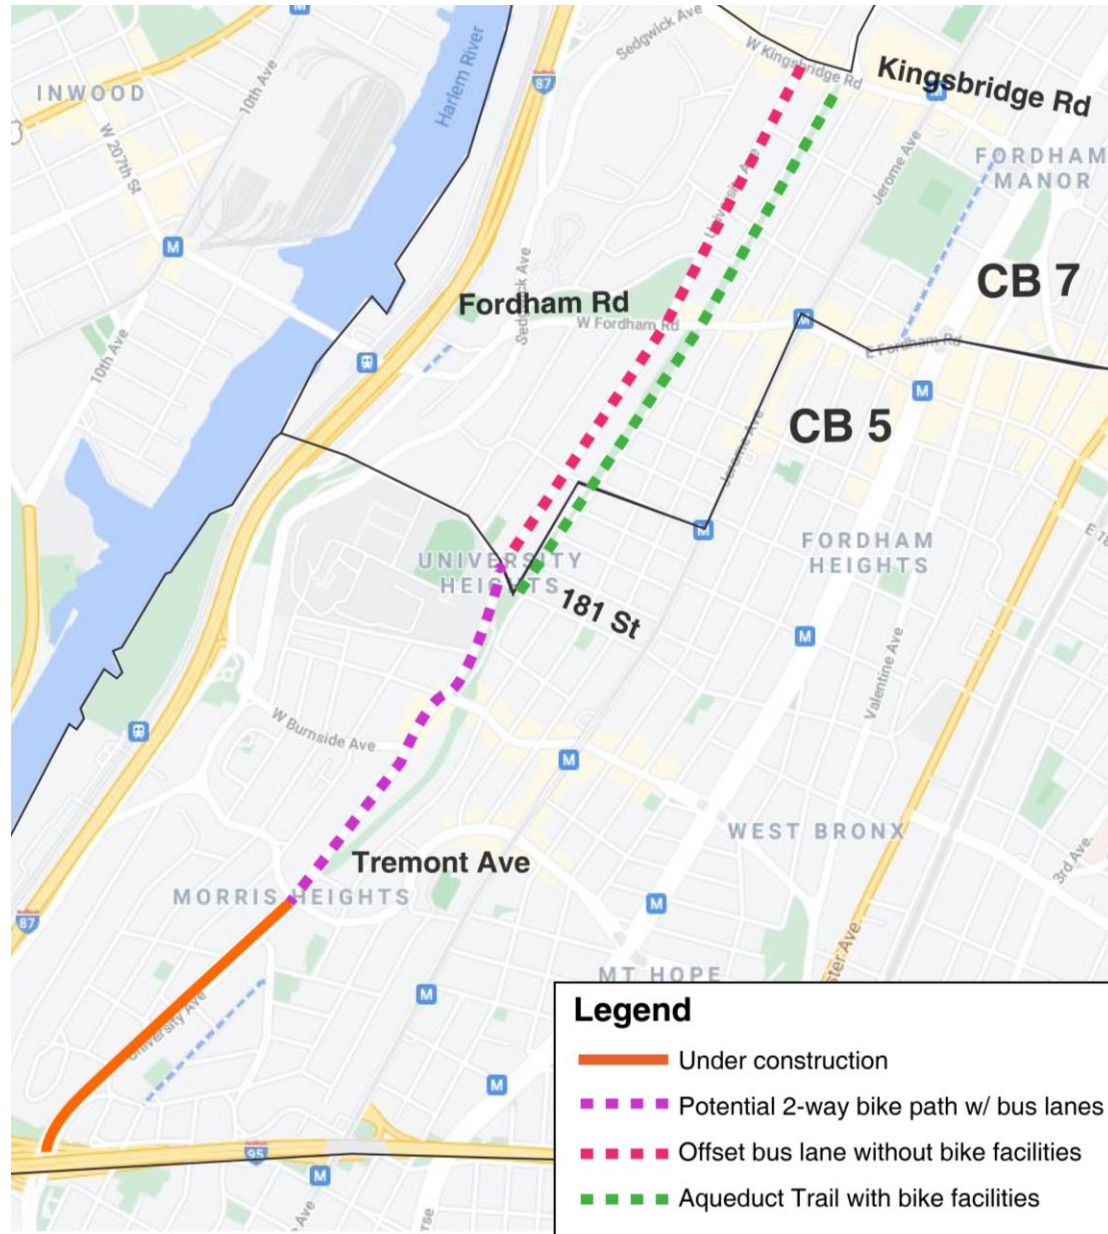 Sedgwick Ave
W Kingsbridge Rd
Kingsbridge Rd
INWOOD
10th Ave
Harlem River
87
M
W 207th St
University Ave
Jerome Ave
FORDHAM
MANOR
M
M
Sedgwick Ave
Fordham Rd
W Fordham Rd
CB 7
M
E Fordham Rd
10th Ave
M
CB 5
Jerome Ave
M
FORDHAM
HEIGHTS
UNIVERSITY
HEIGHTS
181 St
M
Valentine Ave
W Burnside Ave
M
WEST BRONX
Tremont Ave
3rd Ave
MORRIS HEIGHTS
M
87
MT HOPE
M
University Ave
M
95
M
Legend
Under construction
Potential 2-way bike path w/ bus lanes
Offset bus lane without bike facilities
Aqueduct Trail with bike facilities